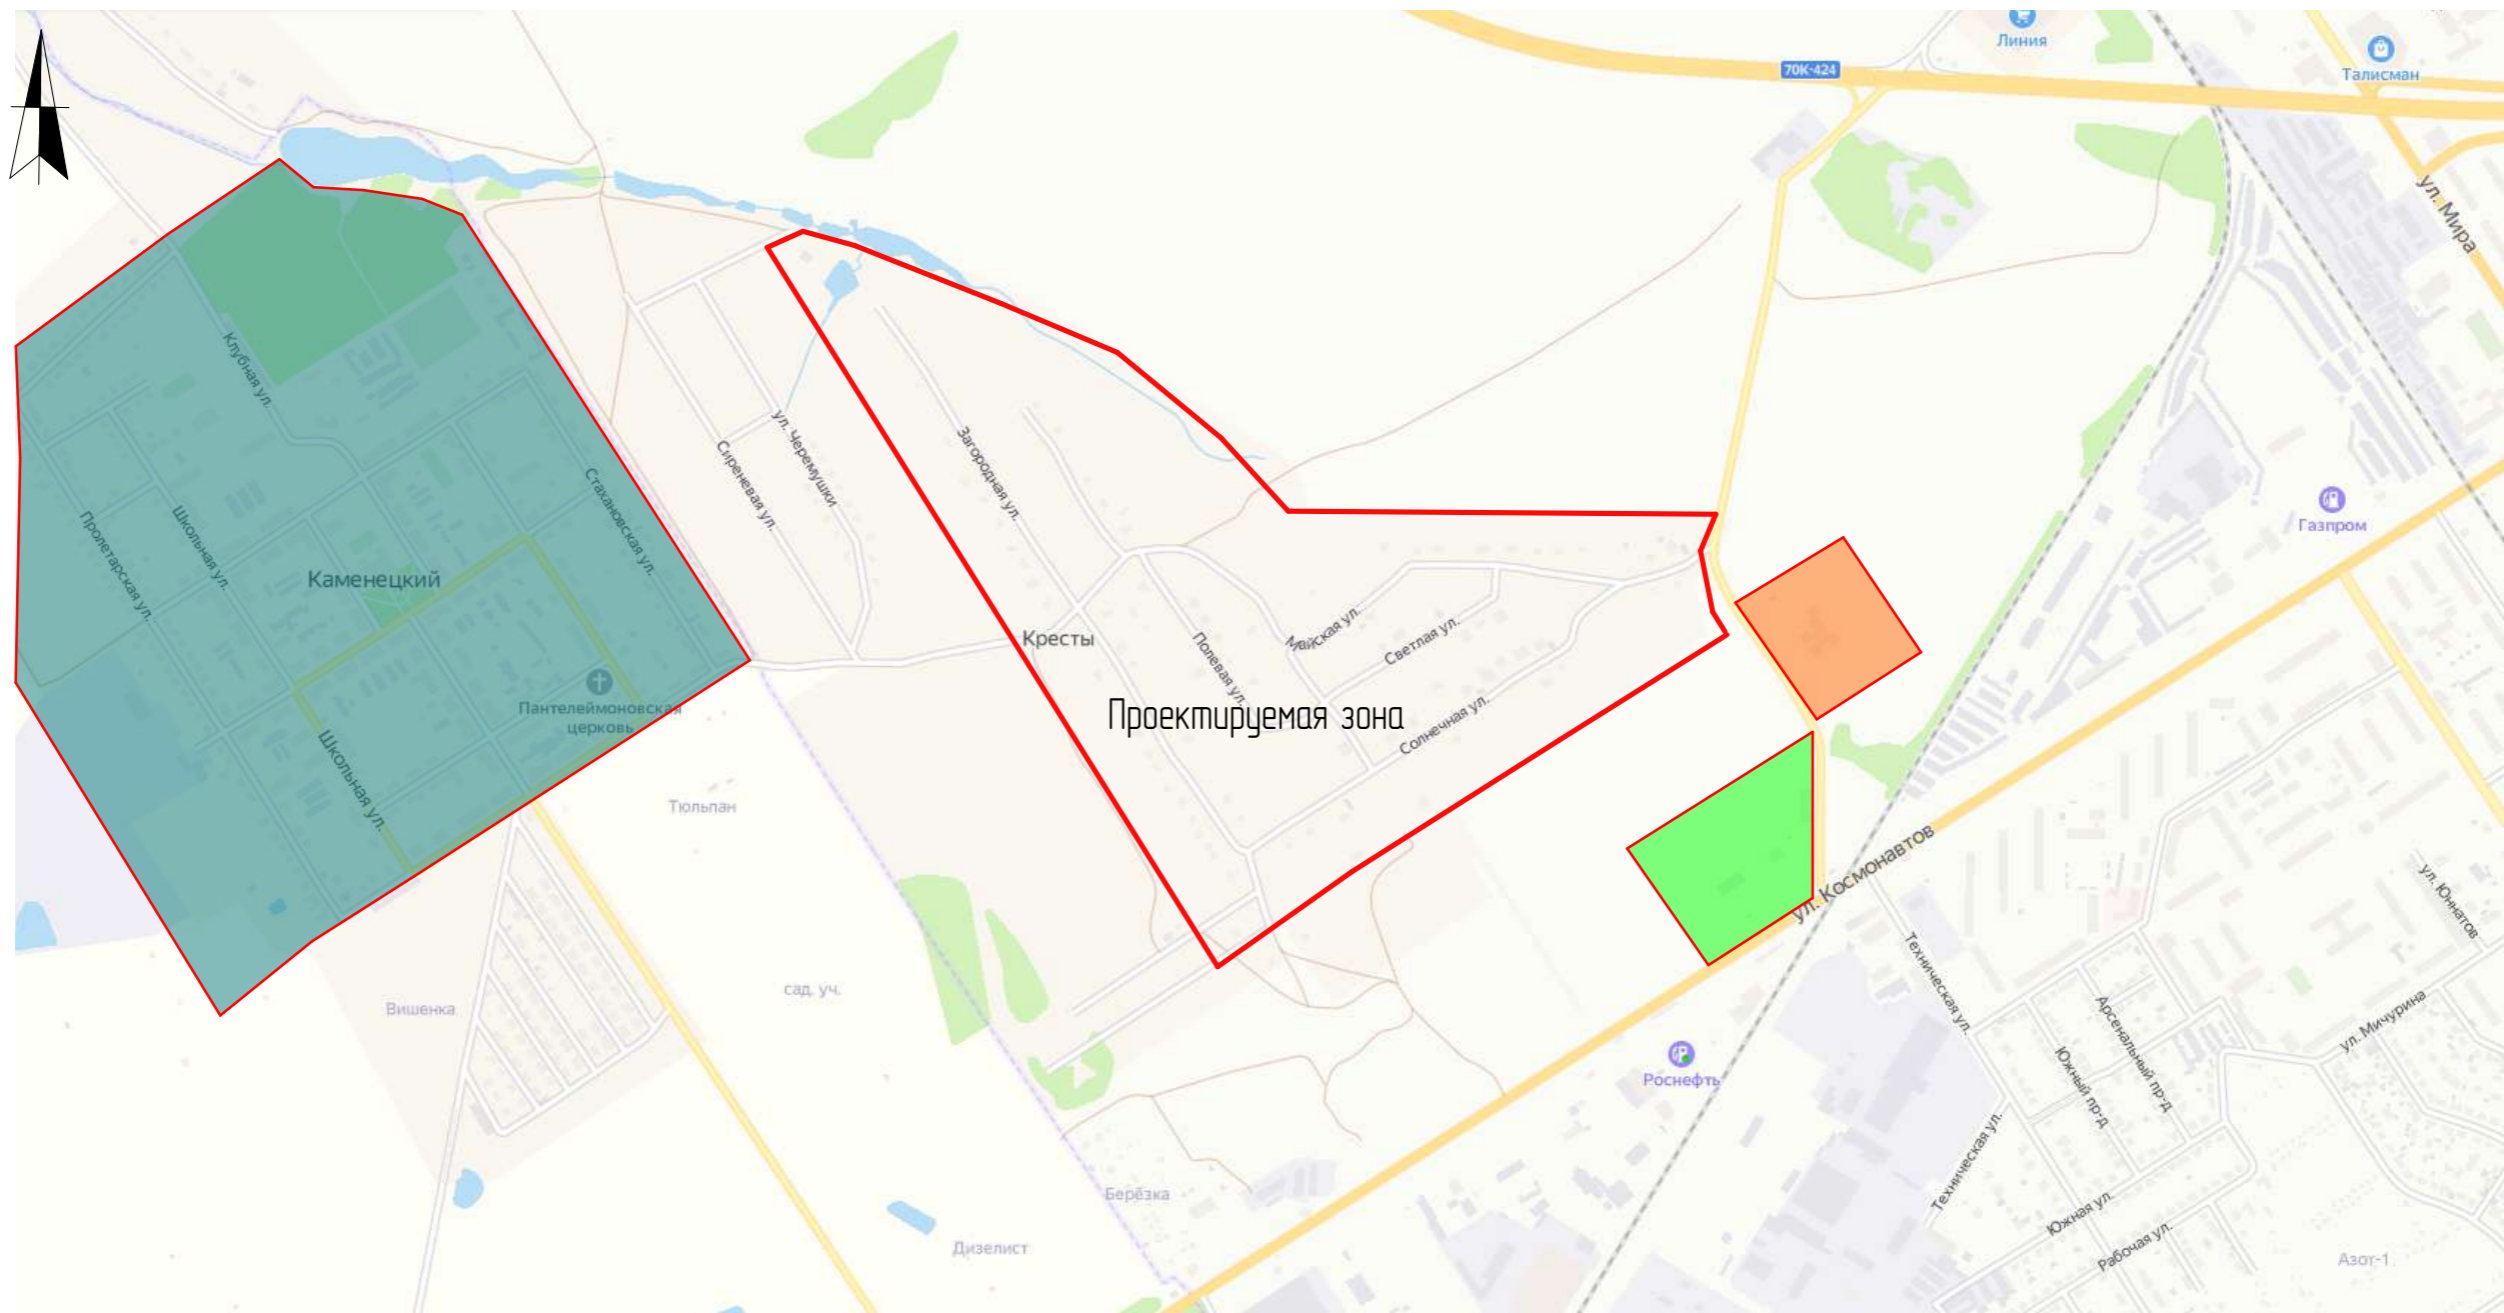 Линия
Талисман
70К-424
ул. Мира
Клубная ул.
ул. Черемушки
Сиреневая ул.
Загородная ул.
Стахановская ул.
Школьная ул.
Пролетарская ул.
Газпром
Каменецкий
Кресты
Майская ул.
Светлая ул.
Полевая ул.
Пантелеймоновская
церковь
Проектируемая зона
Солнечная ул.
Школьная ул.
Тюльпан
ул. Космонавтов
ул. Юннатов
Техническая ул.
сад. уч.
Вишенка
Арсенальный пр-д
ул. Мичурина
Южный пр-д
Роснефть
Техническая ул.
Берёзка
Южная ул.
Рабочая ул.
Дизелист
Азот-1